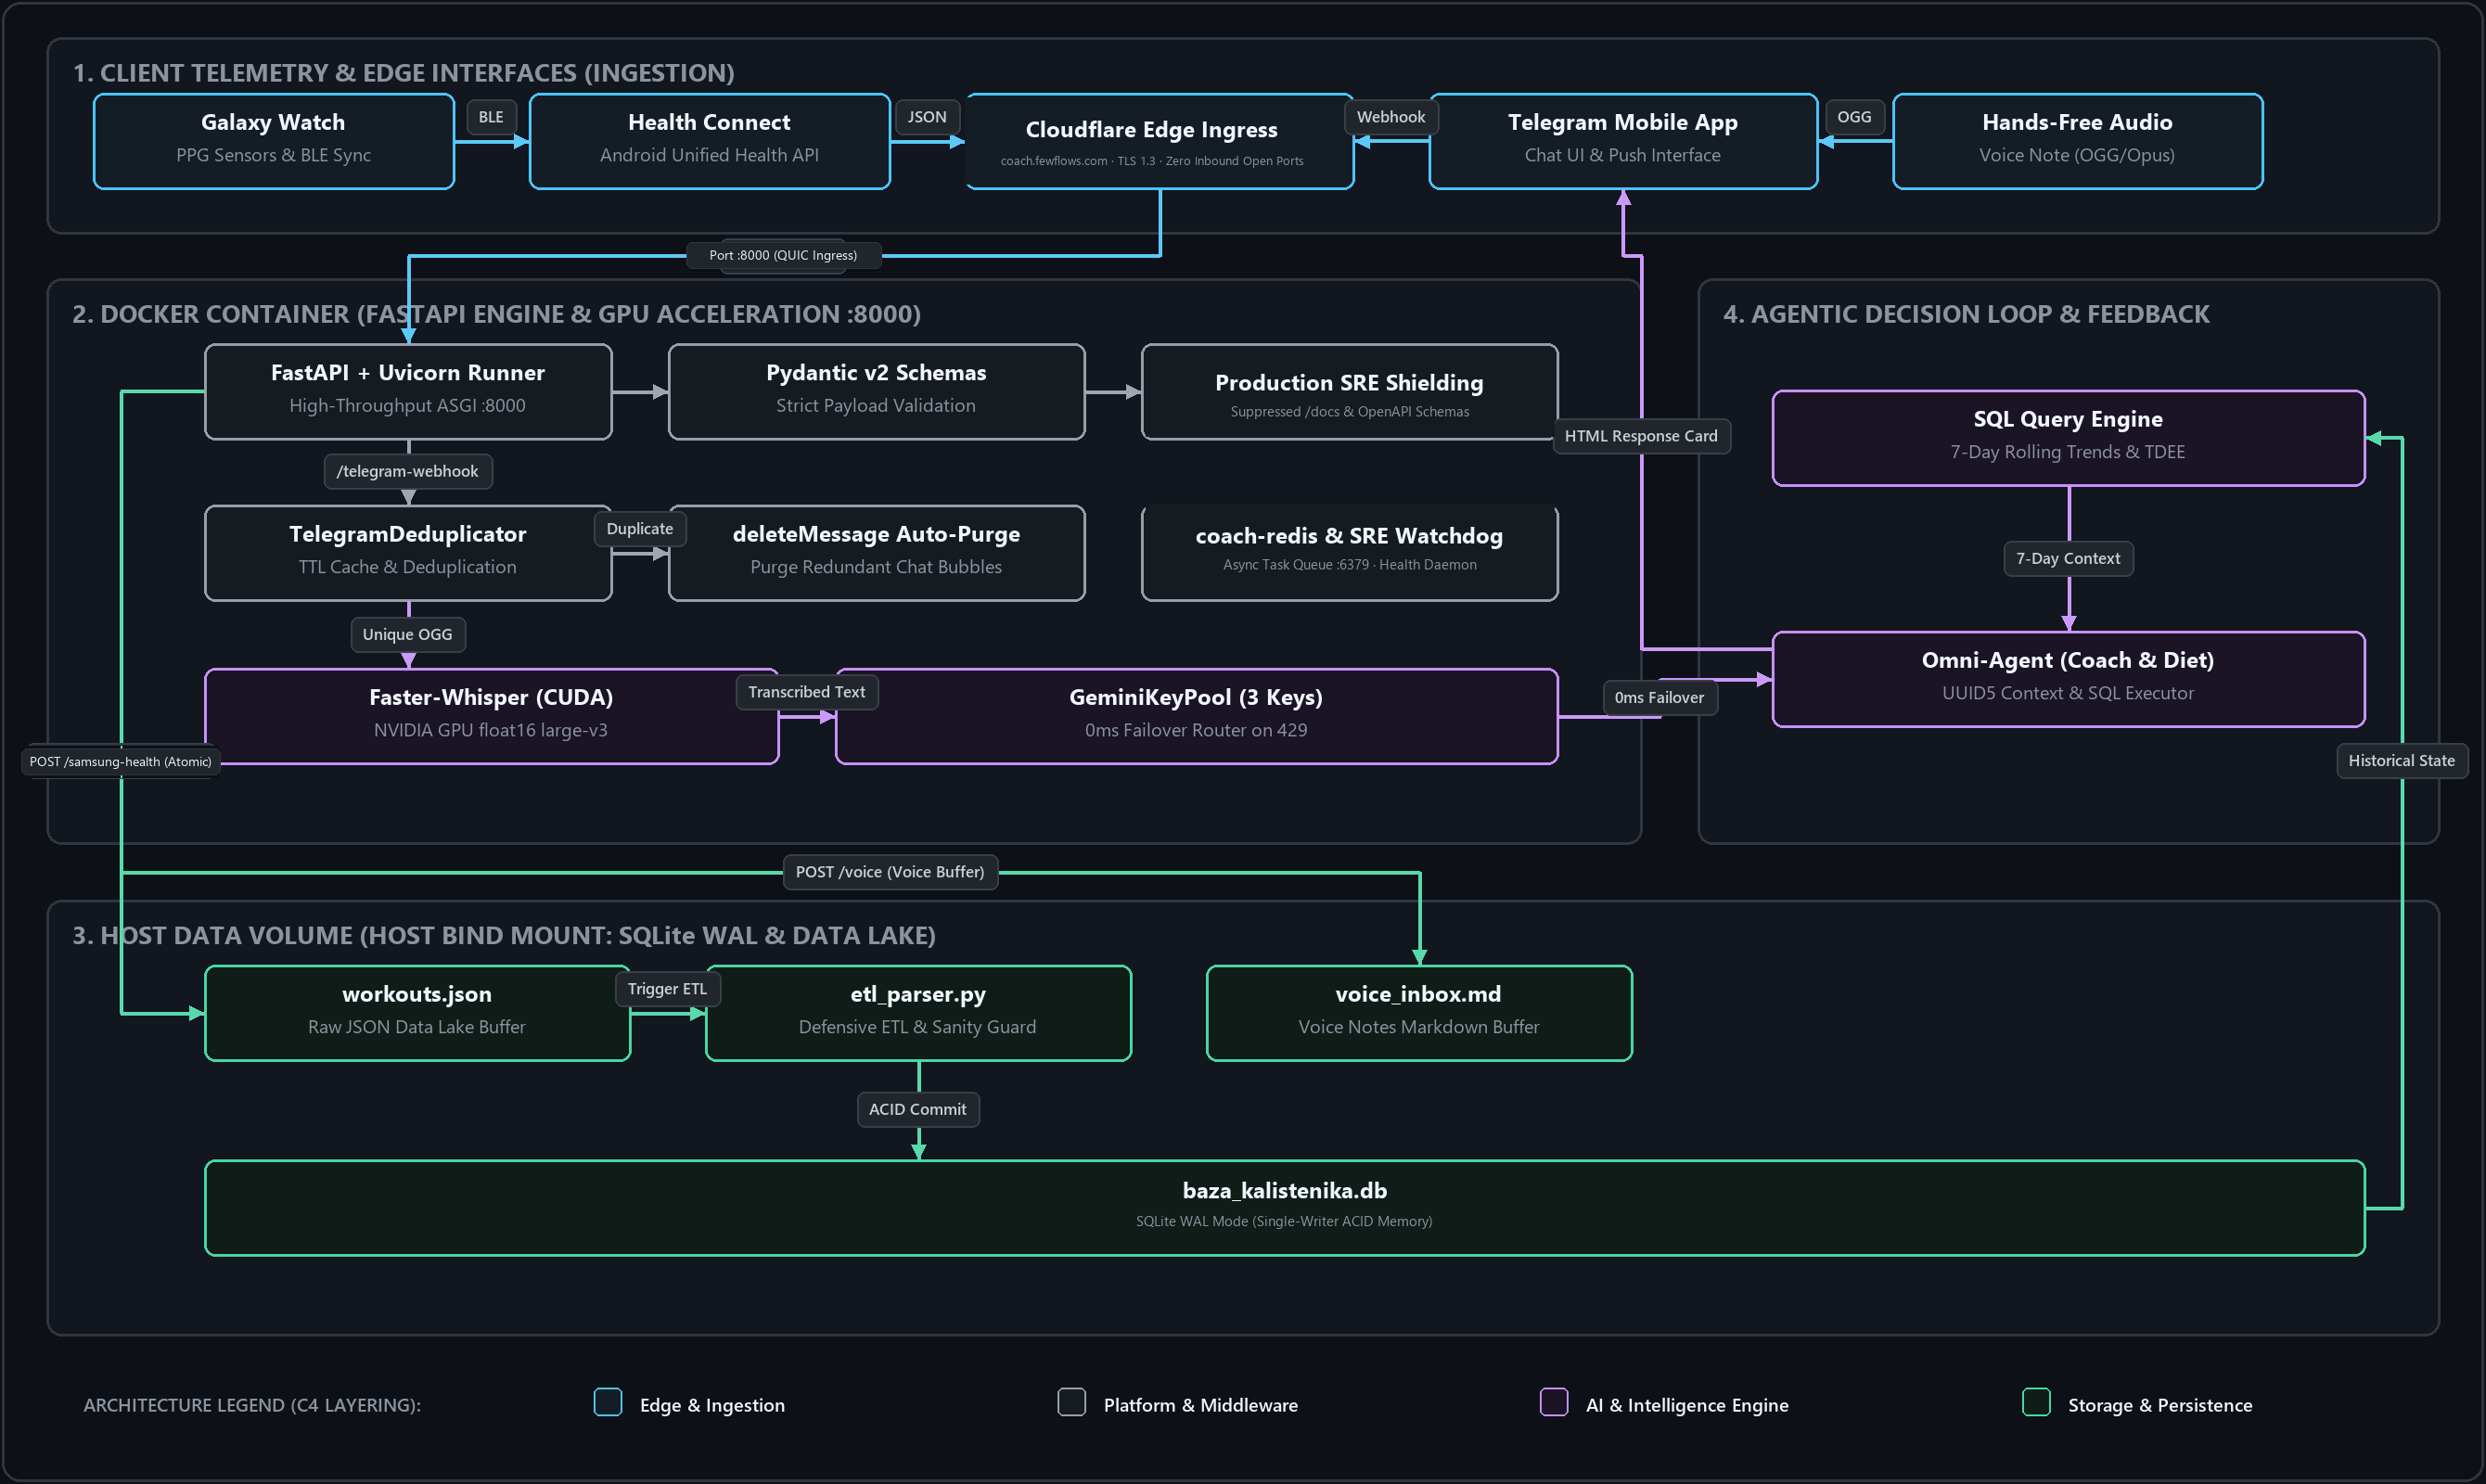 1. CLIENT TELEMETRY & EDGE INTERFACES (INGESTION)
Galaxy Watch
PPG Sensors & BLE Sync
BLE
Health Connect
Android Unified Health API
JSON
Cloudflare Edge Ingress
coach.fewflows.com · TLS 1.3 · Zero Inbound Open Ports
Webhook
Telegram Mobile App
Chat UI & Push Interface
OGG
Hands-Free Audio
Voice Note (OGG/Opus)
Port :8000 (QUIC Ingress)
2. DOCKER CONTAINER (FASTAPI ENGINE & GPU ACCELERATION :8000)
FastAPI + Uvicorn Runner
High-Throughput ASGI :8000
Pydantic v2 Schemas
Strict Payload Validation
Production SRE Shielding
Suppressed /docs & OpenAPI Schemas
/telegram-webhook
TelegramDeduplicator
TTL Cache & Deduplication
Duplicate
deleteMessage Auto-Purge
Purge Redundant Chat Bubbles
coach-redis & SRE Watchdog
Async Task Queue :6379 · Health Daemon
Unique OGG
Faster-Whisper (CUDA)
NVIDIA GPU float16 large-v3
Transcribed Text
GeminiKeyPool (3 Keys)
0ms Failover Router on 429
0ms Failover
HTML Response Card
POST /samsung-health (Atomic)
4. AGENTIC DECISION LOOP & FEEDBACK
SQL Query Engine
7-Day Rolling Trends & TDEE
7-Day Context
Omni-Agent (Coach & Diet)
UUID5 Context & SQL Executor
Historical State
POST /voice (Voice Buffer)
3. HOST DATA VOLUME (HOST BIND MOUNT: SQLite WAL & DATA LAKE)
workouts.json
Raw JSON Data Lake Buffer
Trigger ETL
etl_parser.py
Defensive ETL & Sanity Guard
voice_inbox.md
Voice Notes Markdown Buffer
ACID Commit
baza_kalistenika.db
SQLite WAL Mode (Single-Writer ACID Memory)
ARCHITECTURE LEGEND (C4 LAYERING):
Edge & Ingestion
Platform & Middleware
AI & Intelligence Engine
Storage & Persistence